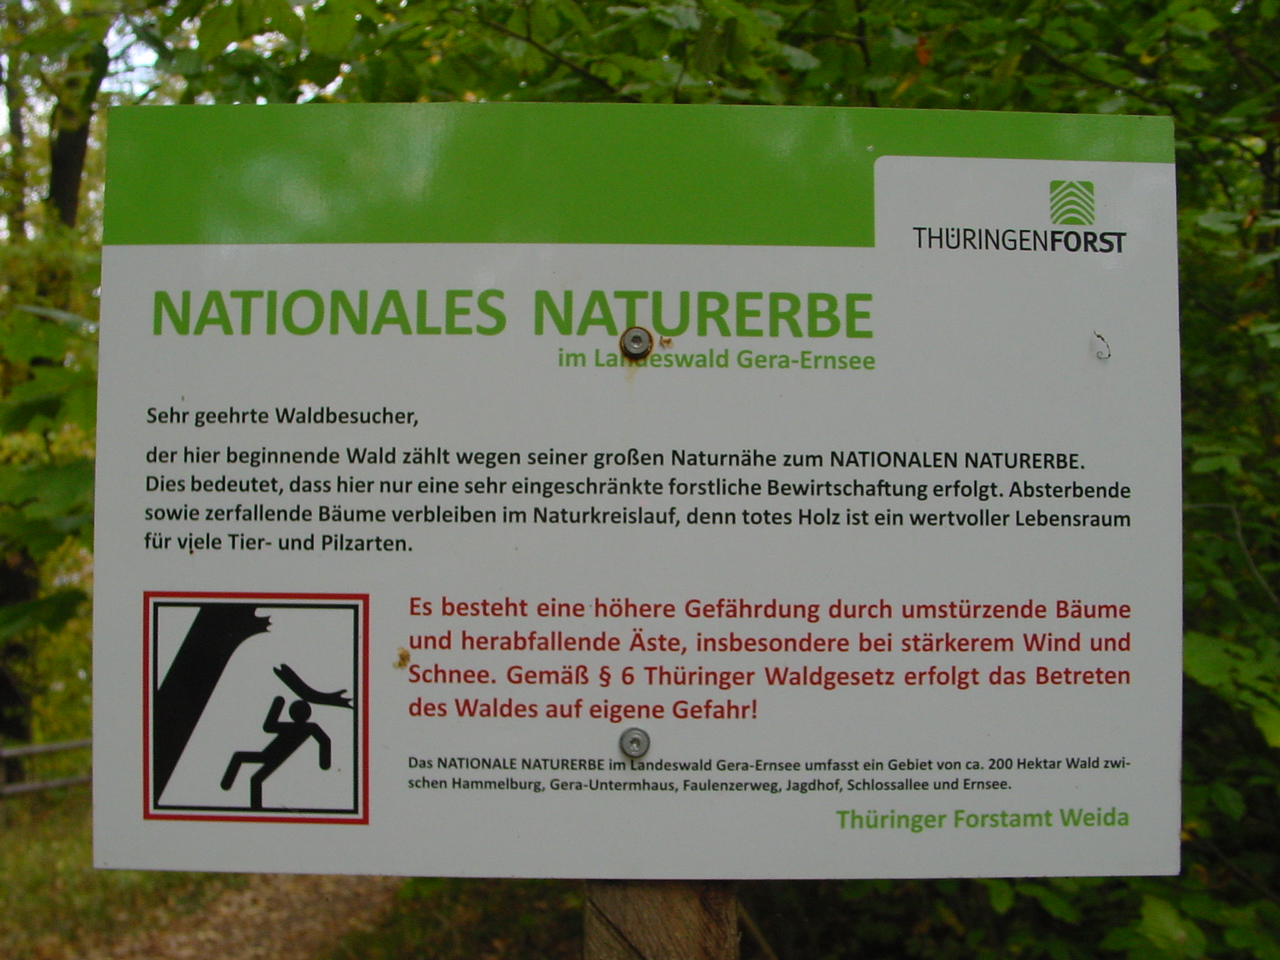 THÜRINGENFORST
NATIONALES NATURERBE
im Landeswald Gera-Ernsee
Sehr geehrte Waldbesucher,
der hier beginnende Wald zählt wegen seiner großen Naturnähe zum NATIONALEN NATURERBE.
Dies bedeutet, dass hier nur eine sehr eingeschränkte forstliche Bewirtschaftung erfolgt. Absterbende
sowie zerfallende Bäume verbleiben im Naturkreislauf, denn totes Holz ist ein wertvoller Lebensraum
für viele Tier- und Pilzarten.
Es besteht eine höhere Gefährdung durch umstürzende Bäume
und herabfallende Äste, insbesondere bei stärkerem Wind und
Schnee. Gemäß § 6 Thüringer Waldgesetz erfolgt das Betreten
des Waldes auf eigene Gefahr!
Das NATIONALE NATURERBE im Landeswald Gera-Ernsee umfasst ein Gebiet von ca. 200 Hektar Wald zwi-
schen Hammelburg, Gera-Untermhaus, Faulenzerweg, Jagdhof, Schlossallee und Ernsee.
Thüringer Forstamt Weida